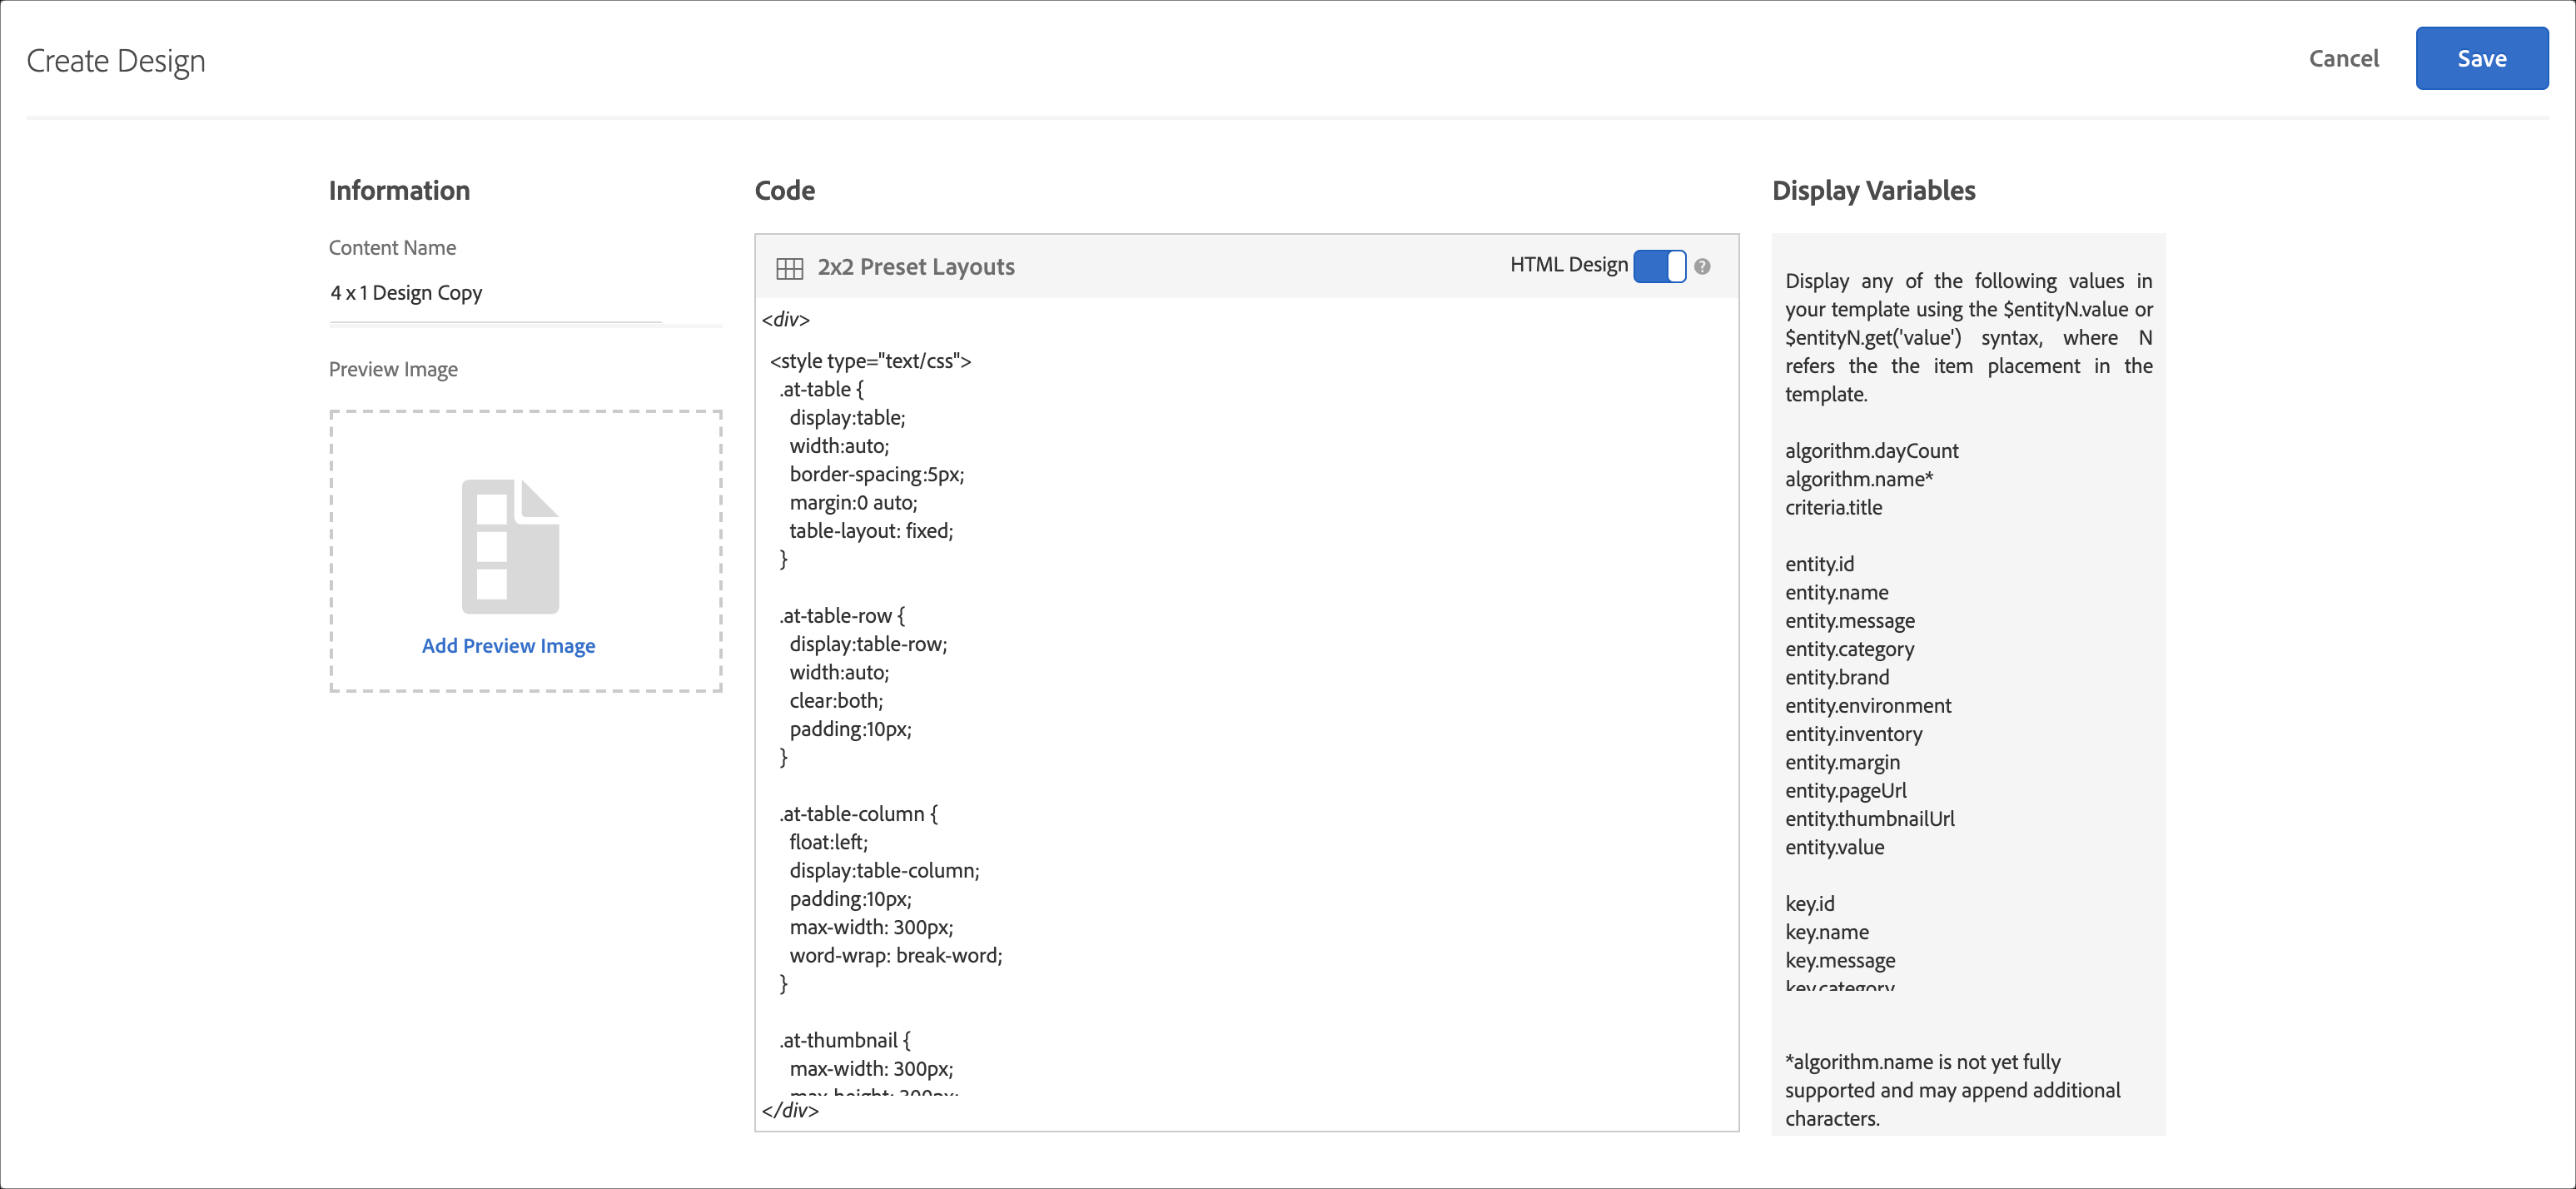 Create Design
Cancel
Save
Information
Content Name
4 x 1 Design Copy
Preview Image
Add Preview Image
Code
2x2 Preset Layouts
HTML Design
?
<div>
<style type="text/css">
.at-table {
display:table;
width:auto;
border-spacing:5px;
margin:0 auto;
table-layout: fixed;
}
.at-table-row {
display:table-row;
width:auto;
clear:both;
padding:10px;
}
.at-table-column {
float:left;
display:table-column;
padding:10px;
max-width: 300px;
word-wrap: break-word;
}
.at-thumbnail {
max-width: 300px;
max-height: 300px;
</div>
Display Variables
Display any of the following values in
your template using the $entityN.value or
$entityN.get('value') syntax, where N
refers the the item placement in the
template.
algorithm.dayCount
algorithm.name*
criteria.title
entity.id
entity.name
entity.message
entity.category
entity.brand
entity.environment
entity.inventory
entity.margin
entity.pageUrl
entity.thumbnailUrl
entity.value
key.id
key.name
key.message
key.category
*algorithm.name is not yet fully
supported and may append additional
characters.